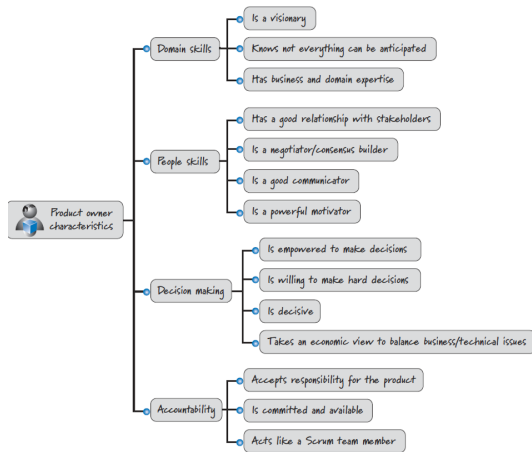 Is a visionary
Domain skills
Knows not everything can be anticipated
Has business and domain expertise
Has a good relationship with stakeholders
Is a negotiator/consensus builder
People skills
Is a good communicator
Is a powerful motivator
Product owner
characteristics
Is empowered to make decisions
Is willing to make hard decisions
Decision making
Is decisive
Takes an economic view to balance business/technical issues
Accepts responsibility for the product
Accountability
Is committed and available
Acts like a Scrum team member